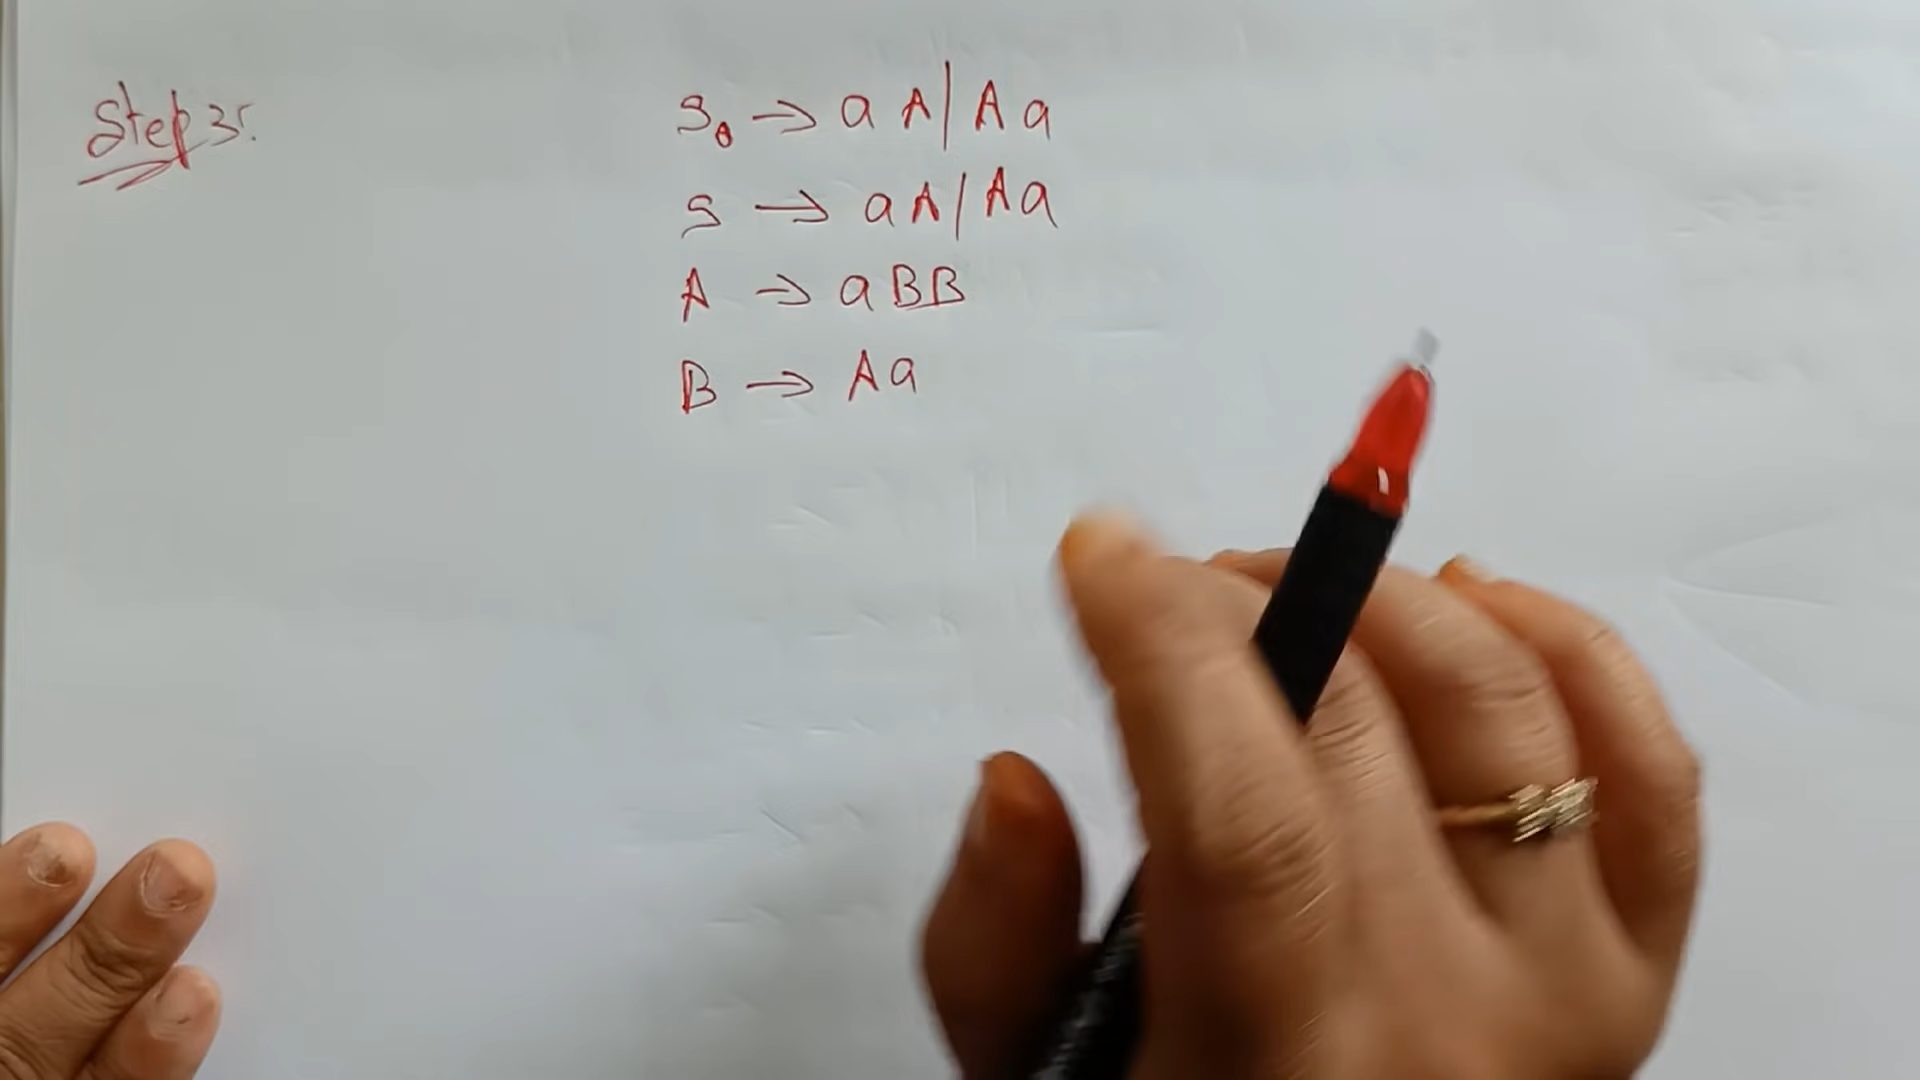 Step 3:
S₀ → aA | Aa
S → aA | Aa
A → aBB
B → Aa